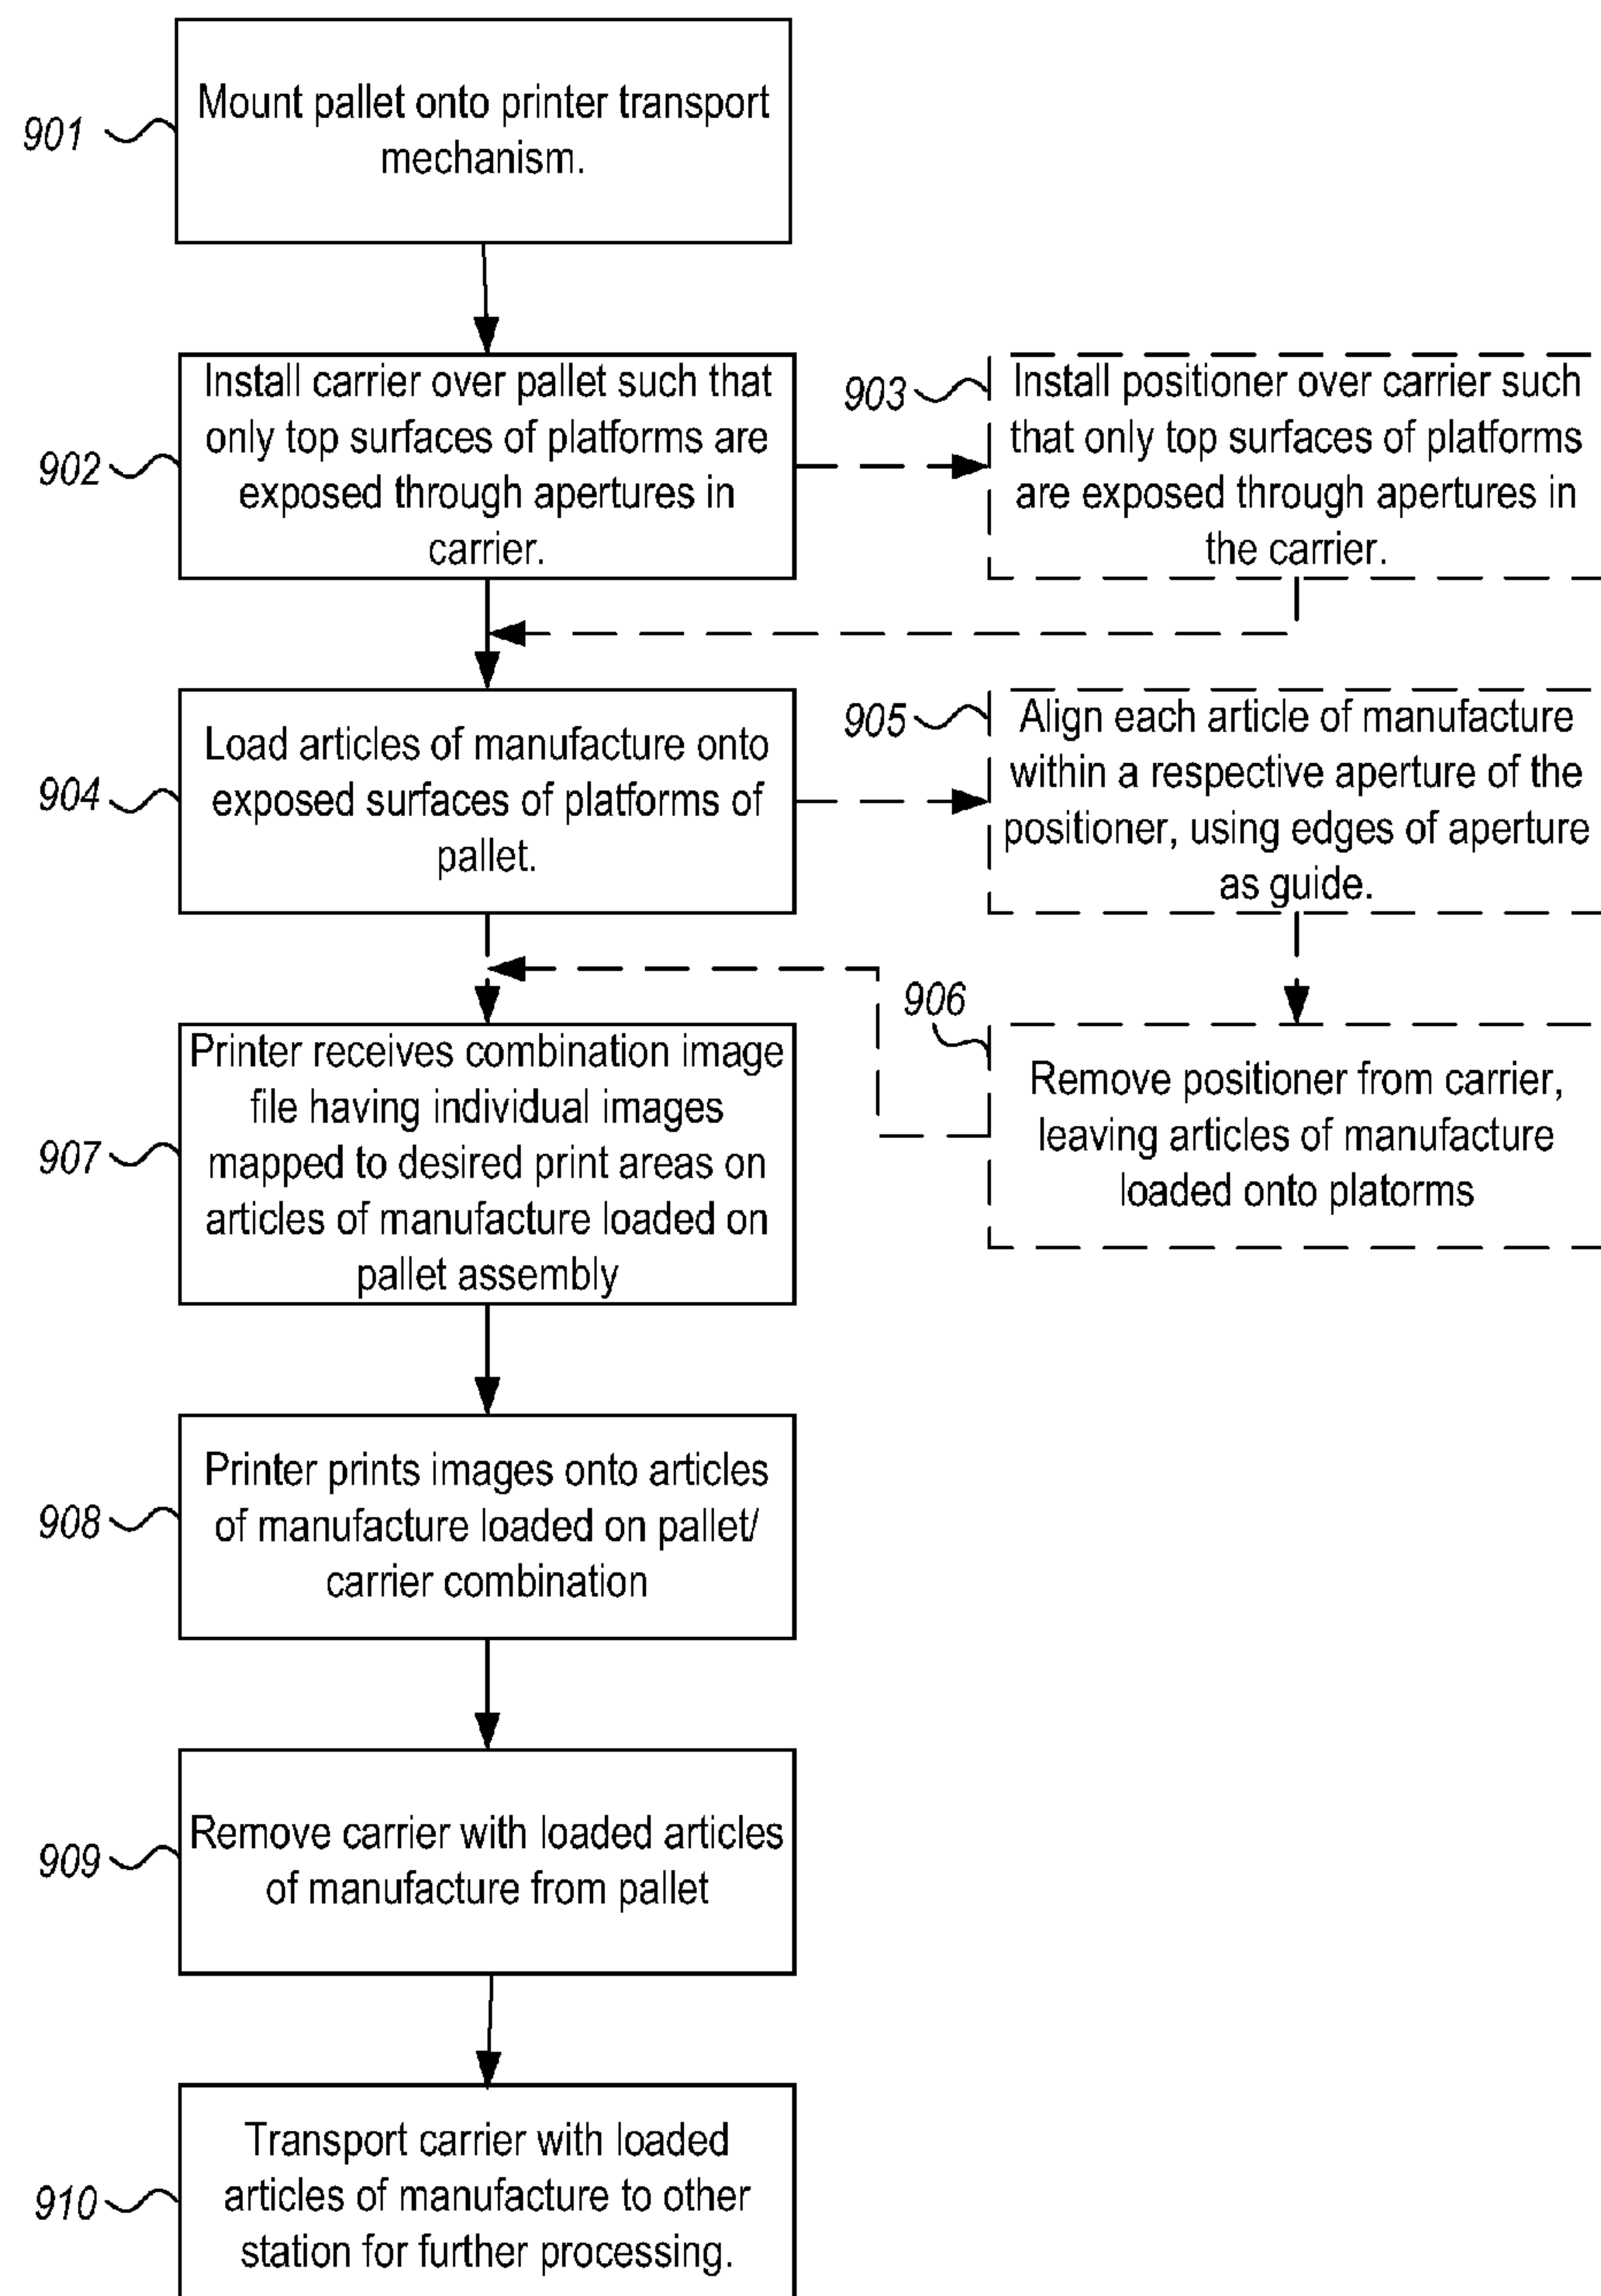 901
Mount pallet onto printer transport
mechanism.
902
Install carrier over pallet such that
only top surfaces of platforms are
exposed through apertures in
carrier.
903
Install positioner over carrier such
that only top surfaces of platforms
are exposed through apertures in
the carrier.
904
Load articles of manufacture onto
exposed surfaces of platforms of
pallet.
905
Align each article of manufacture
within a respective aperture of the
positioner, using edges of aperture
as guide.
906
Remove positioner from carrier,
leaving articles of manufacture
loaded onto platorms
907
Printer receives combination image
file having individual images
mapped to desired print areas on
articles of manufacture loaded on
pallet assembly
908
Printer prints images onto articles
of manufacture loaded on pallet/
carrier combination
909
Remove carrier with loaded articles
of manufacture from pallet
910
Transport carrier with loaded
articles of manufacture to other
station for further processing.